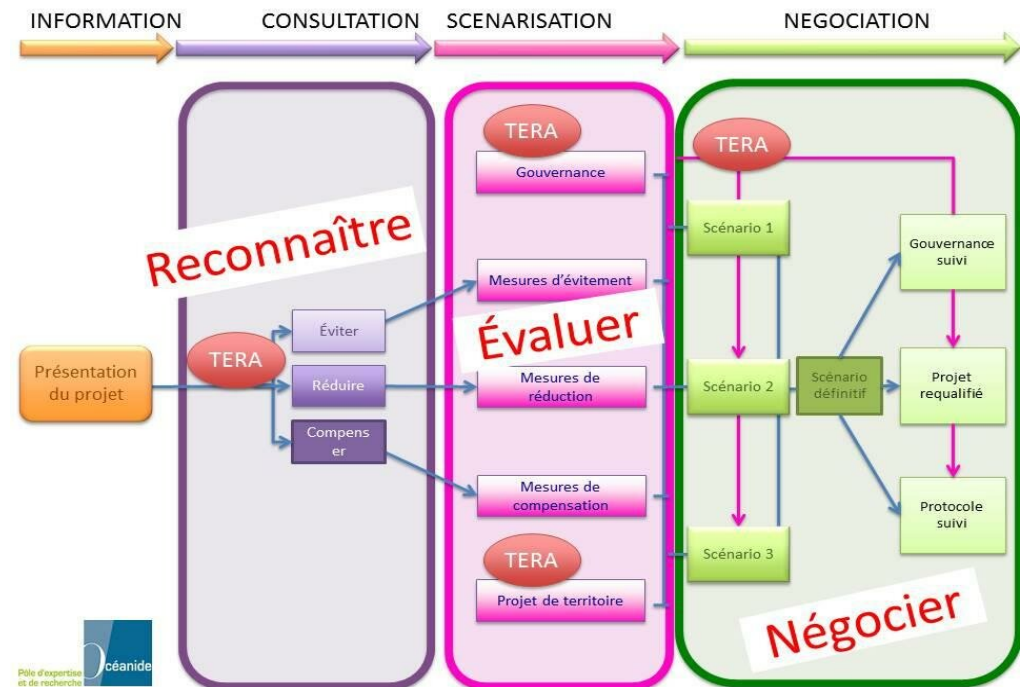 INFORMATION
CONSULTATION
SCENARISATION
NEGOCIATION
TERA
Gouvernance
TERA
Reconnaître
Scénario 1
Gouvernance
suivi
Mesures d'évitement
Éviter
Évaluer
TERA
Présentation
du projet
Réduire
Mesures de
réduction
Scénario 2
Scénario
définitif
Projet
requalifié
Compens
er
Mesures de
compensation
Protocole
suivi
TERA
Scénario 3
Projet de territoire
Négocier
Océanide
Pôle d'expertise
et de recherche